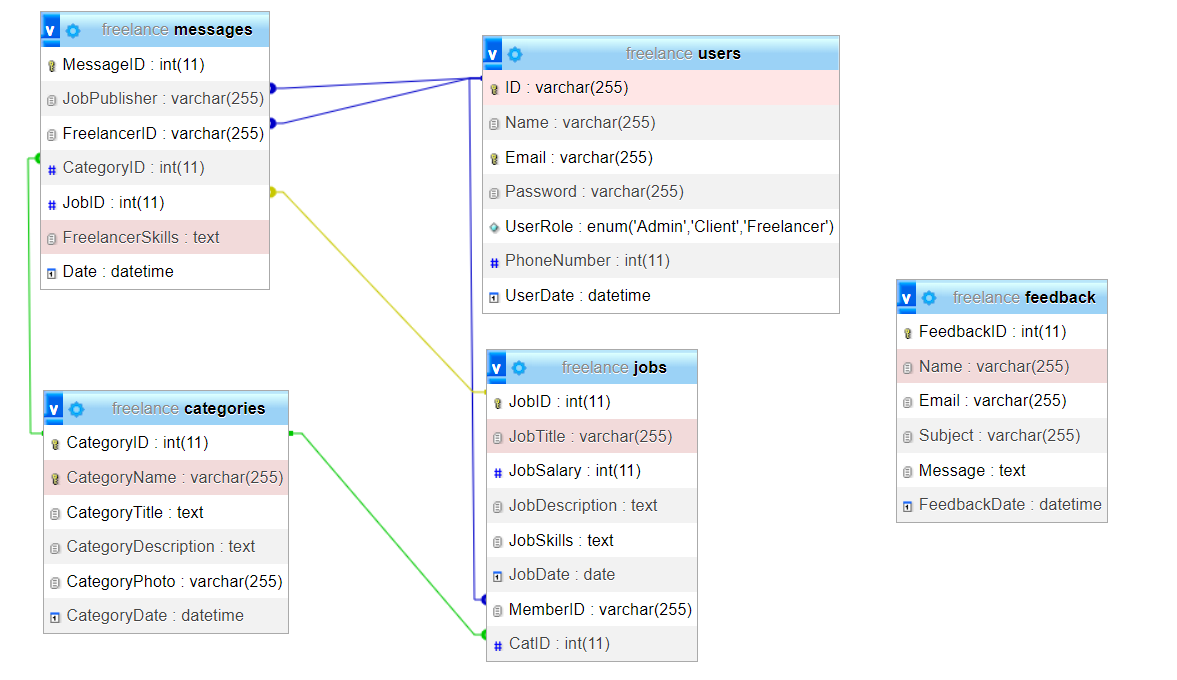 v freelance messages
MessageID : int(11)
JobPublisher : varchar(255)
FreelancerID : varchar(255)
# CategoryID : int(11)
# JobID : int(11)
FreelancerSkills : text
Date : datetime
v freelance users
ID : varchar(255)
Name : varchar(255)
Email : varchar(255)
Password : varchar(255)
UserRole : enum('Admin','Client','Freelancer')
# PhoneNumber : int(11)
UserDate : datetime
v freelance feedback
FeedbackID : int(11)
Name : varchar(255)
Email : varchar(255)
Subject : varchar(255)
Message : text
FeedbackDate : datetime
v freelance categories
CategoryID : int(11)
CategoryName : varchar(255)
CategoryTitle : text
CategoryDescription : text
CategoryPhoto : varchar(255)
CategoryDate : datetime
v freelance jobs
JobID : int(11)
JobTitle : varchar(255)
# JobSalary : int(11)
JobDescription : text
JobSkills : text
JobDate : date
MemberID : varchar(255)
# CatID : int(11)